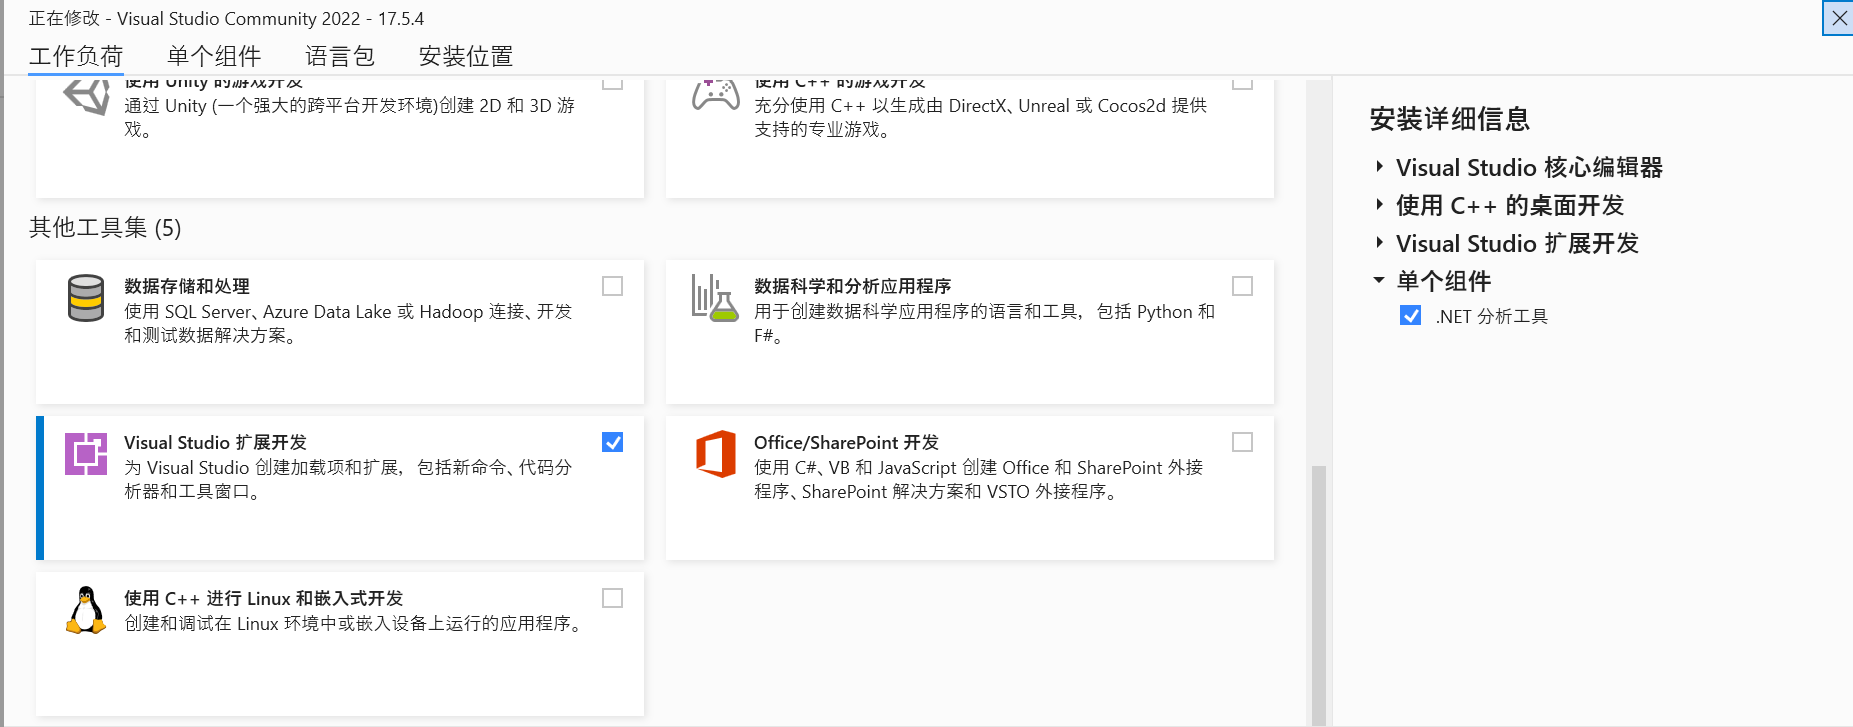 正在修改 - Visual Studio Community 2022 - 17.5.4
工作负荷 单个组件 语言包 安装位置
使用 Unity 的游戏开发
通过 Unity (一个强大的跨平台开发环境)创建 2D 和 3D 游
戏。
使用 C++ 的游戏开发
充分使用 C++ 以生成由 DirectX、Unreal 或 Cocos2d 提供
支持的专业游戏。
其他工具集 (5)
数据存储和处理
使用 SQL Server、Azure Data Lake 或 Hadoop 连接、开发
和测试数据解决方案。
数据科学和分析应用程序
用于创建数据科学应用程序的语言和工具，包括 Python 和
F#。
Visual Studio 扩展开发
为 Visual Studio 创建加载项和扩展，包括新命令、代码分
析器和工具窗口。
Office/SharePoint 开发
使用 C#、VB 和 JavaScript 创建 Office 和 SharePoint 外接
程序、SharePoint 解决方案和 VSTO 外接程序。
使用 C++ 进行 Linux 和嵌入式开发
创建和调试在 Linux 环境中或嵌入设备上运行的应用程序。
安装详细信息
Visual Studio 核心编辑器
使用 C++ 的桌面开发
Visual Studio 扩展开发
单个组件
.NET 分析工具